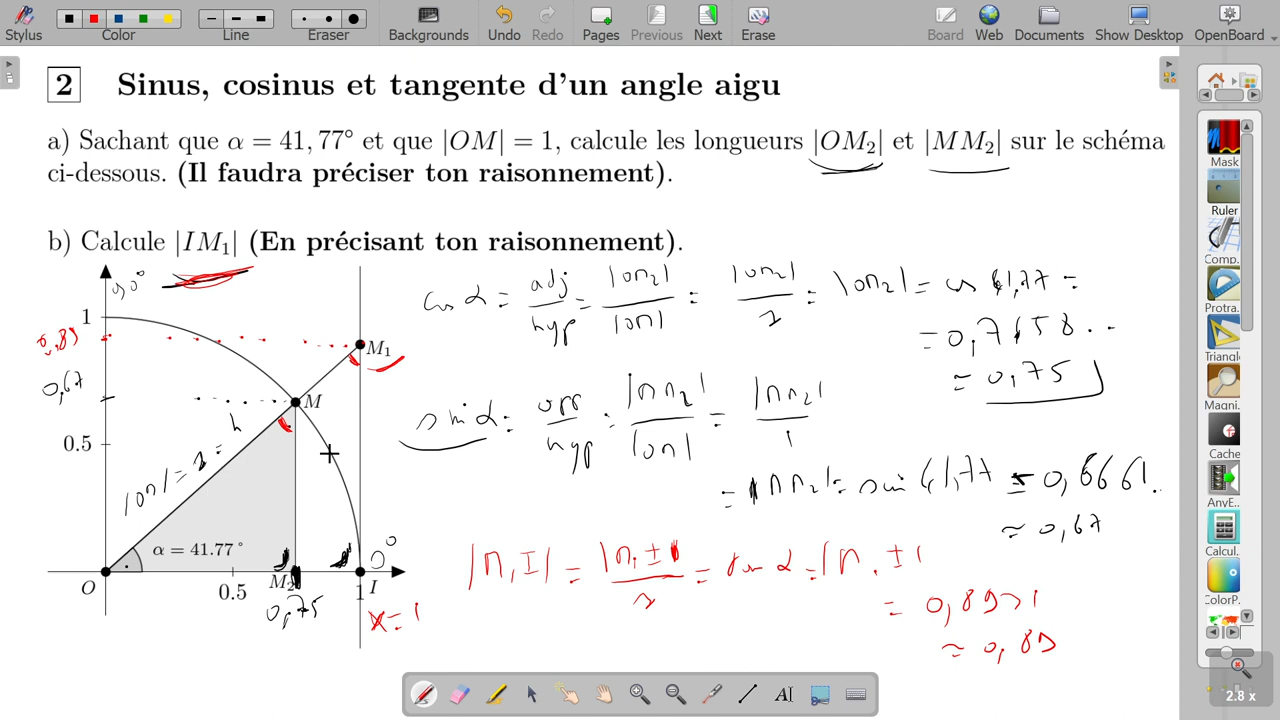 Stylus
Color
Line
Eraser
Backgrounds
Undo
Redo
Pages
Previous
Next
Erase
Board
Web
Documents
Show Desktop
OpenBoard
2 Sinus, cosinus et tangente d'un angle aigu
a) Sachant que α = 41, 77° et que |OM| = 1, calcule les longueurs |OM₂| et |MM₂| sur le schéma
ci-dessous. (Il faudra préciser ton raisonnement).
b) Calcule |IM₁| (En précisant ton raisonnement).
90°
1
0,89
0,67
0.5
M₁
M
|OM| = 1 = h
α = 41.77°
O
0.5
M₂
0,75
1
I
0°
x = 1
cos α = adj/hyp = |OM₂|/|OM| = |OM₂|/1 = |OM₂| = cos 41,77 =
= 0,7458..
= 0,75
sin α = opp/hyp = |MM₂|/|OM| = |MM₂|/1
= |MM₂| = sin 41,77 = 0,6661..
≈ 0,67
|M₁I| = |M₁I|/1 = tan α = |M₁I|
= 0,8931
≈ 0,89
Mask
Ruler
Comp.
Protra.
Triangle
Magni.
Cache
AnyE.
Calcul.
ColorP.
2.8 x